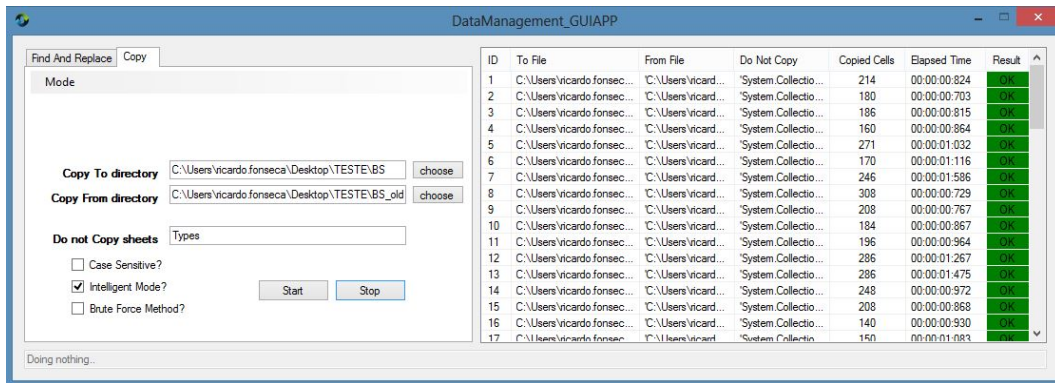 DataManagement_GUIAPP
Find And Replace Copy
Mode
Copy To directory C:\Users\ricardo.fonseca\Desktop\TESTE\BS choose
Copy From directory C:\Users\ricardo.fonseca\Desktop\TESTE\BS_old choose
Do not Copy sheets Types
Case Sensitive?
Intelligent Mode?
Brute Force Method?
Start Stop
ID To File From File Do Not Copy Copied Cells Elapsed Time Result
1 C:\Users\ricardo.fonsec... 'C:\Users\ricard... 'System.Collectio... 214 00:00:00:824 OK
2 C:\Users\ricardo.fonsec... 'C:\Users\ricard... 'System.Collectio... 180 00:00:00:703 OK
3 C:\Users\ricardo.fonsec... 'C:\Users\ricard... 'System.Collectio... 186 00:00:00:815 OK
4 C:\Users\ricardo.fonsec... 'C:\Users\ricard... 'System.Collectio... 160 00:00:00:864 OK
5 C:\Users\ricardo.fonsec... 'C:\Users\ricard... 'System.Collectio... 271 00:00:01:032 OK
6 C:\Users\ricardo.fonsec... 'C:\Users\ricard... 'System.Collectio... 170 00:00:01:116 OK
7 C:\Users\ricardo.fonsec... 'C:\Users\ricard... 'System.Collectio... 246 00:00:01:586 OK
8 C:\Users\ricardo.fonsec... 'C:\Users\ricard... 'System.Collectio... 308 00:00:00:729 OK
9 C:\Users\ricardo.fonsec... 'C:\Users\ricard... 'System.Collectio... 208 00:00:00:767 OK
10 C:\Users\ricardo.fonsec... 'C:\Users\ricard... 'System.Collectio... 184 00:00:00:867 OK
11 C:\Users\ricardo.fonsec... 'C:\Users\ricard... 'System.Collectio... 196 00:00:00:964 OK
12 C:\Users\ricardo.fonsec... 'C:\Users\ricard... 'System.Collectio... 286 00:00:01:267 OK
13 C:\Users\ricardo.fonsec... 'C:\Users\ricard... 'System.Collectio... 286 00:00:01:475 OK
14 C:\Users\ricardo.fonsec... 'C:\Users\ricard... 'System.Collectio... 248 00:00:00:972 OK
15 C:\Users\ricardo.fonsec... 'C:\Users\ricard... 'System.Collectio... 208 00:00:00:868 OK
16 C:\Users\ricardo.fonsec... 'C:\Users\ricard... 'System.Collectio... 140 00:00:00:930 OK
17 C:\Users\ricardo.fonsec... 'C:\Users\ricard... 'System.Collectio... 150 00:00:01:083 OK
Doing nothing..